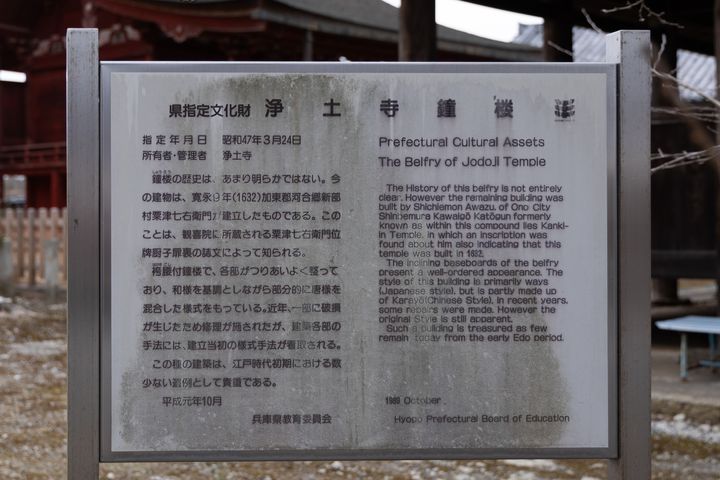 県指定文化財 浄土寺鐘楼
指定年月日 昭和47年3月24日
所有者・管理者 浄土寺
鐘楼の歴史は、あまり明らかではない。今
の建物は、寛永9年(1632)加東郡河合郷新部
村粟津七右衛門が建立したものである。この
ことは、観喜院に所蔵される粟津七右衛門位
牌厨子扉裏の誌文によって知られる。
袴腰付鐘楼で、各部がつりあいよく整って
おり、和様を基調としながら部分的に唐様を
混合した様式をもっている。近年、一部に破損
が生じたため修理が施されたが、建築各部の
手法には、建立当初の様式手法が看取される。
この種の建築は、江戸時代初期における数
少ない遺例として貴重である。
平成元年10月
兵庫県教育委員会
Prefectural Cultural Assets
The Belfry of Jodoji Temple
The History of this belfry is not entirely
clear. However the remaining building was
built by Shichiemon Awazu, of Ono City
Shinbemura Kawaigō Katōgun formerly
known as within this compound lies Kanki-
in Temple, in which an inscription was
found about him also indicating that this
temple was built in 1632.
The inclining beseboards of the belfry
present a well-ordered appearance. The
style of this building is primarily ways
(Japanese style), but is partly made up
of Karayō(Chinese Style), in recent years,
some repairs were made. However the
original Style is still apparent.
Such a building is treasured as few
remain today from the early Edo period.
1989 October.
Hyogo Prefectural Board of Education